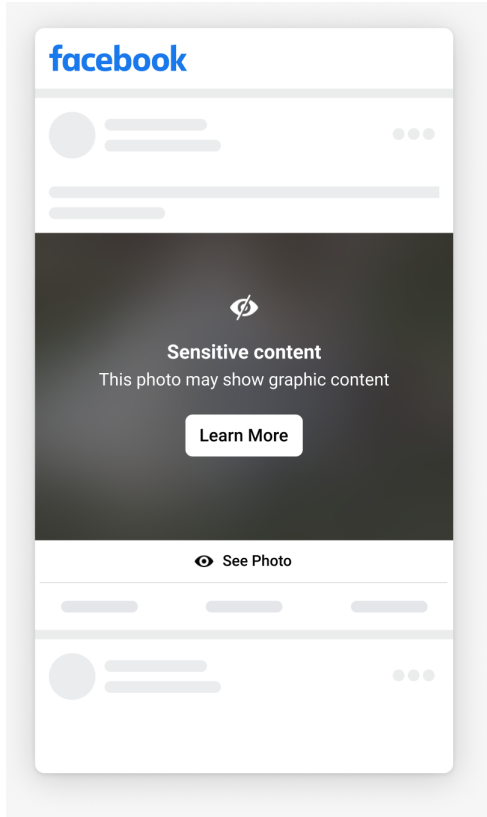 facebook
Sensitive content
This photo may show graphic content
Learn More
See Photo